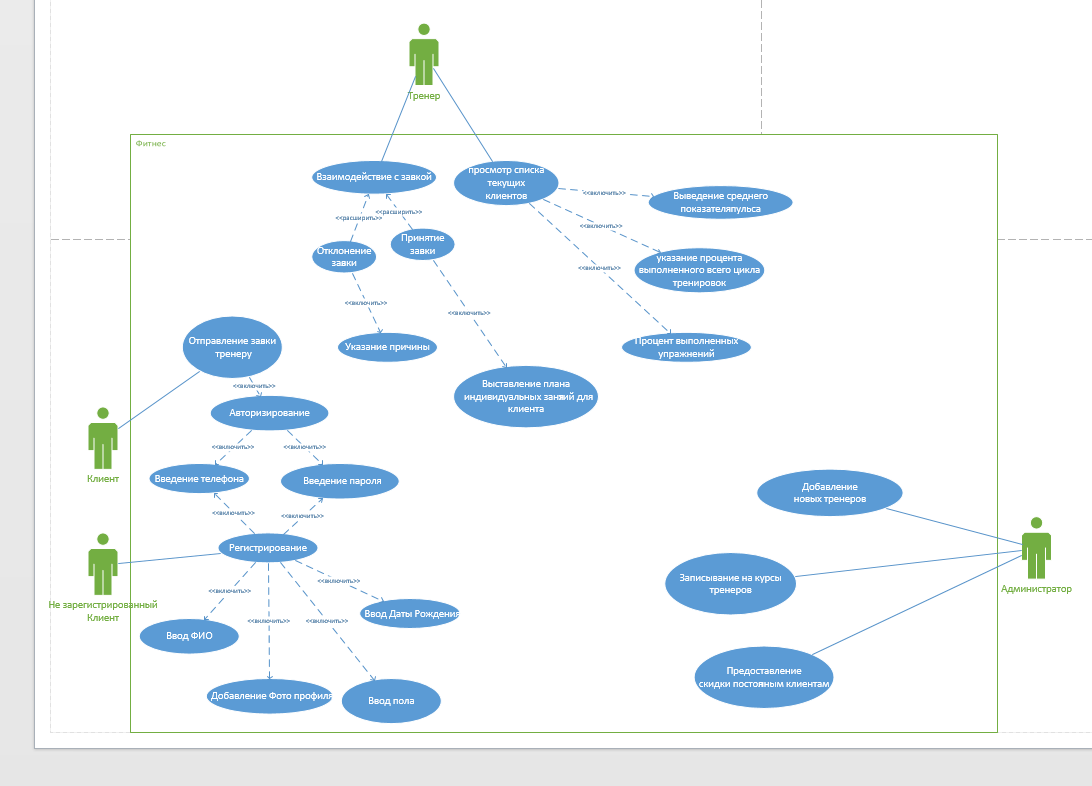 Тренер
Фитнес
Взаимодействие с завкой
просмотр списка
текущих
клиентов
<<включить>>
Выведение среднего
показателяпульса
<<расширить>>
<<расширить>>
<<включить>>
Отклонение
завки
Принятие
завки
указание процента
выполненного всего цикла
тренировок
<<включить>>
<<включить>>
<<включить>>
Отправление завки
тренеру
Указание причины
Процент выполненных
упражнений
<<включить>>
Выставление плана
индивидуальных заний для
клиента
Авторизирование
<<включить>>
<<включить>>
Клиент
Введение телефона
Введение пароля
Добавление
новых тренеров
<<включить>>
<<включить>>
Регистрирование
Не зарегистрированный
Клиент
<<включить>>
<<включить>>
<<включить>>
<<включить>>
Ввод Даты Рождения
Записывание на курсы
тренеров
Администратор
Ввод ФИО
Добавление Фото профиля
Ввод пола
Предоставление
скидки постояным клиентам